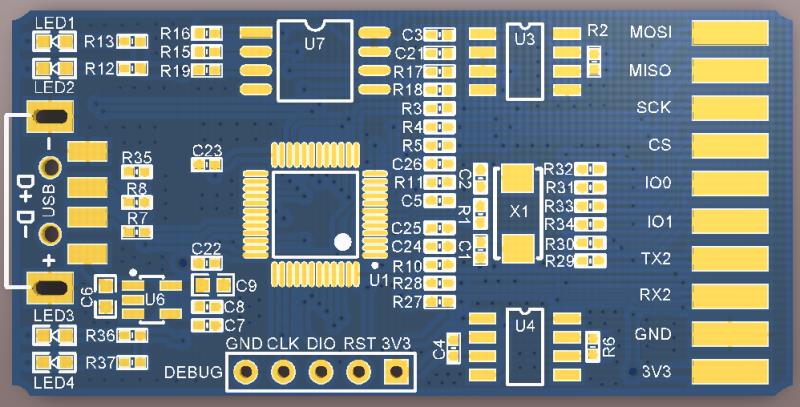 LED1
R13
R12
LED2
R16
R15
R19
U7
C3
C21
R17
R18
R3
R4
R5
C26
R11
C5
C25
C24
R10
R28
R27
U3
R2
MOSI
MISO
SCK
CS
IO0
IO1
TX2
RX2
GND
3V3
C23
R35
R8
R7
USB
D+ D-
-
+
C22
C9
C8
C7
C6
U6
U1
C2
R1
C1
X1
R32
R31
R33
R34
R30
R29
LED3
R36
R37
LED4
GND CLK DIO RST 3V3
DEBUG
C4
U4
R6